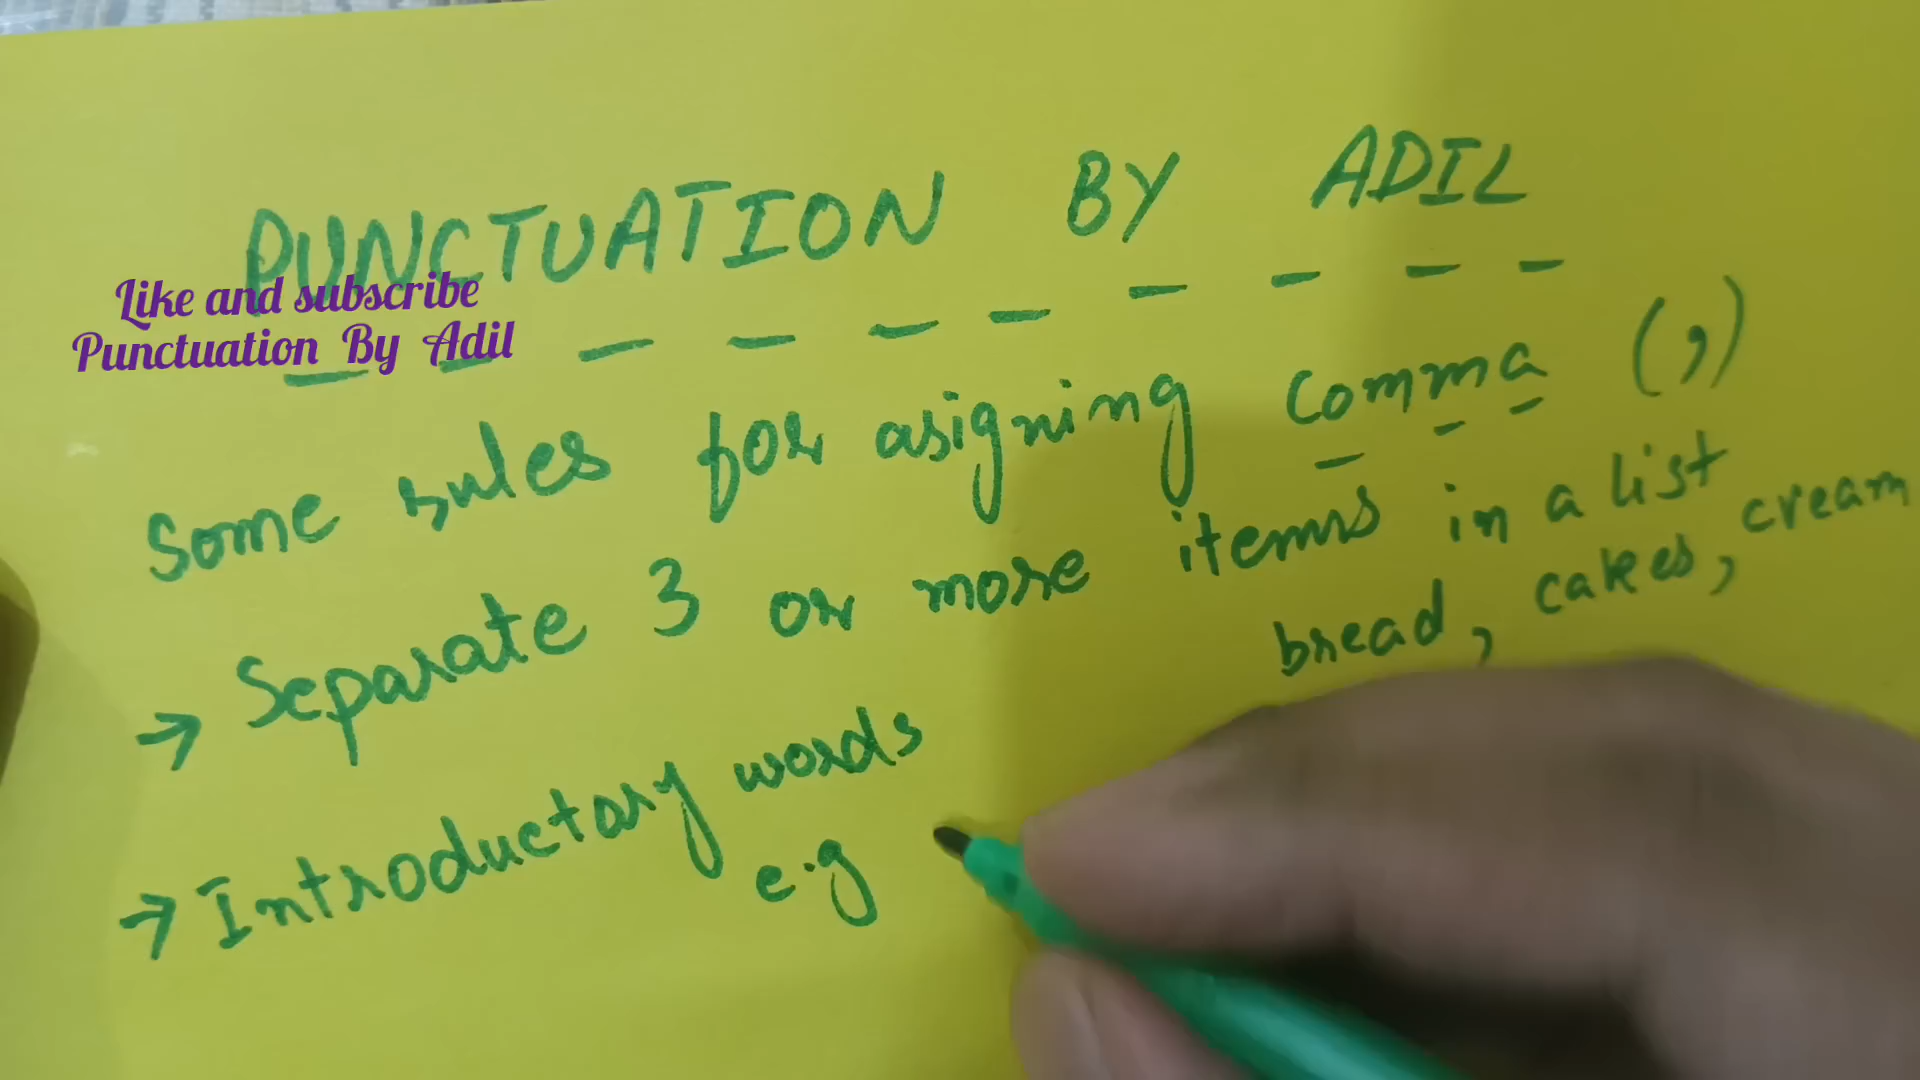 PUNCTUATION BY ADIL
Like and subscribe
Punctuation By Adil
Some rules for asigning comma (,)
→ Separate 3 or more items in a list
bread, cakes, cream
→ Introductory words
e.g